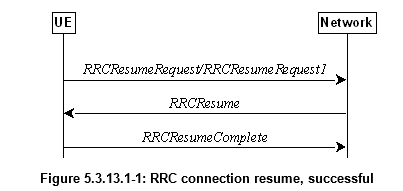 UE
Network
RRCResumeRequest/RRCResumeRequest1
RRCResume
RRCResumeComplete
Figure 5.3.13.1-1: RRC connection resume, successful